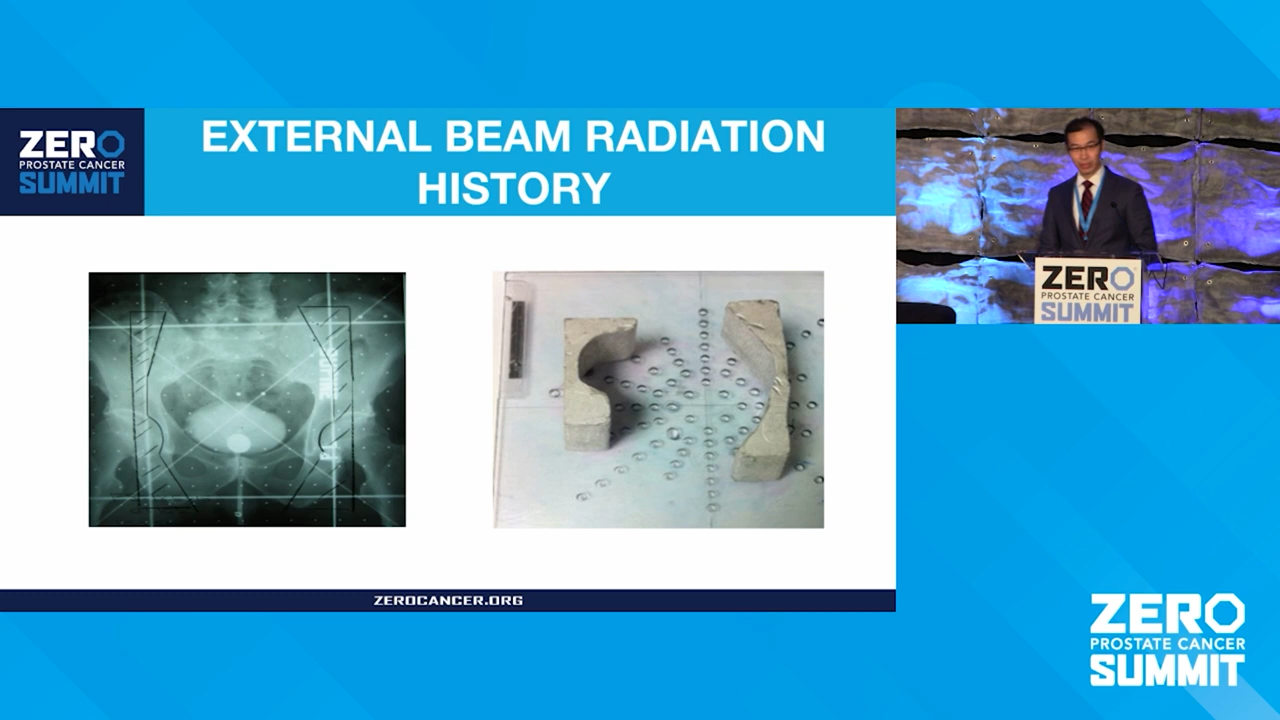 ZERO
PROSTATE CANCER
SUMMIT
EXTERNAL BEAM RADIATION
HISTORY
ZEROCANCER.ORG
ZERO
PROSTATE CANCER
SUMMIT
ZERO
PROSTATE CANCER
SUMMIT